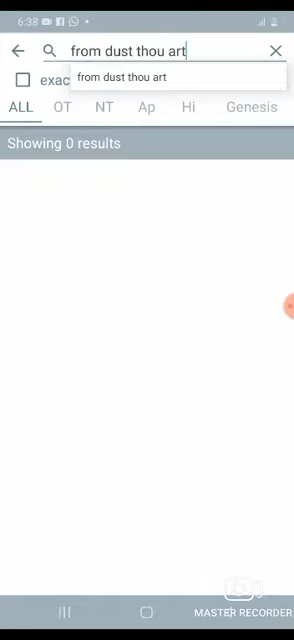 6:38
from dust thou art
exac
from dust thou art
ALL OT NT Ap Hi Genesis
Showing 0 results
MASTER RECORDER